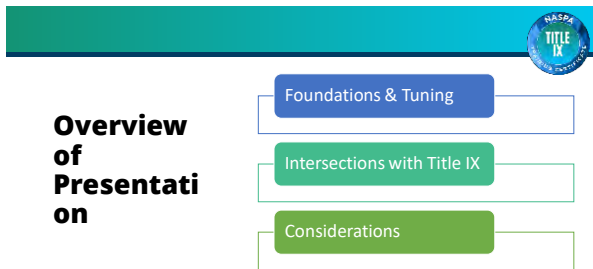 NASPA
TITLE
IX
Overview
of
Presentati
on
Foundations & Tuning
Intersections with Title IX
Considerations